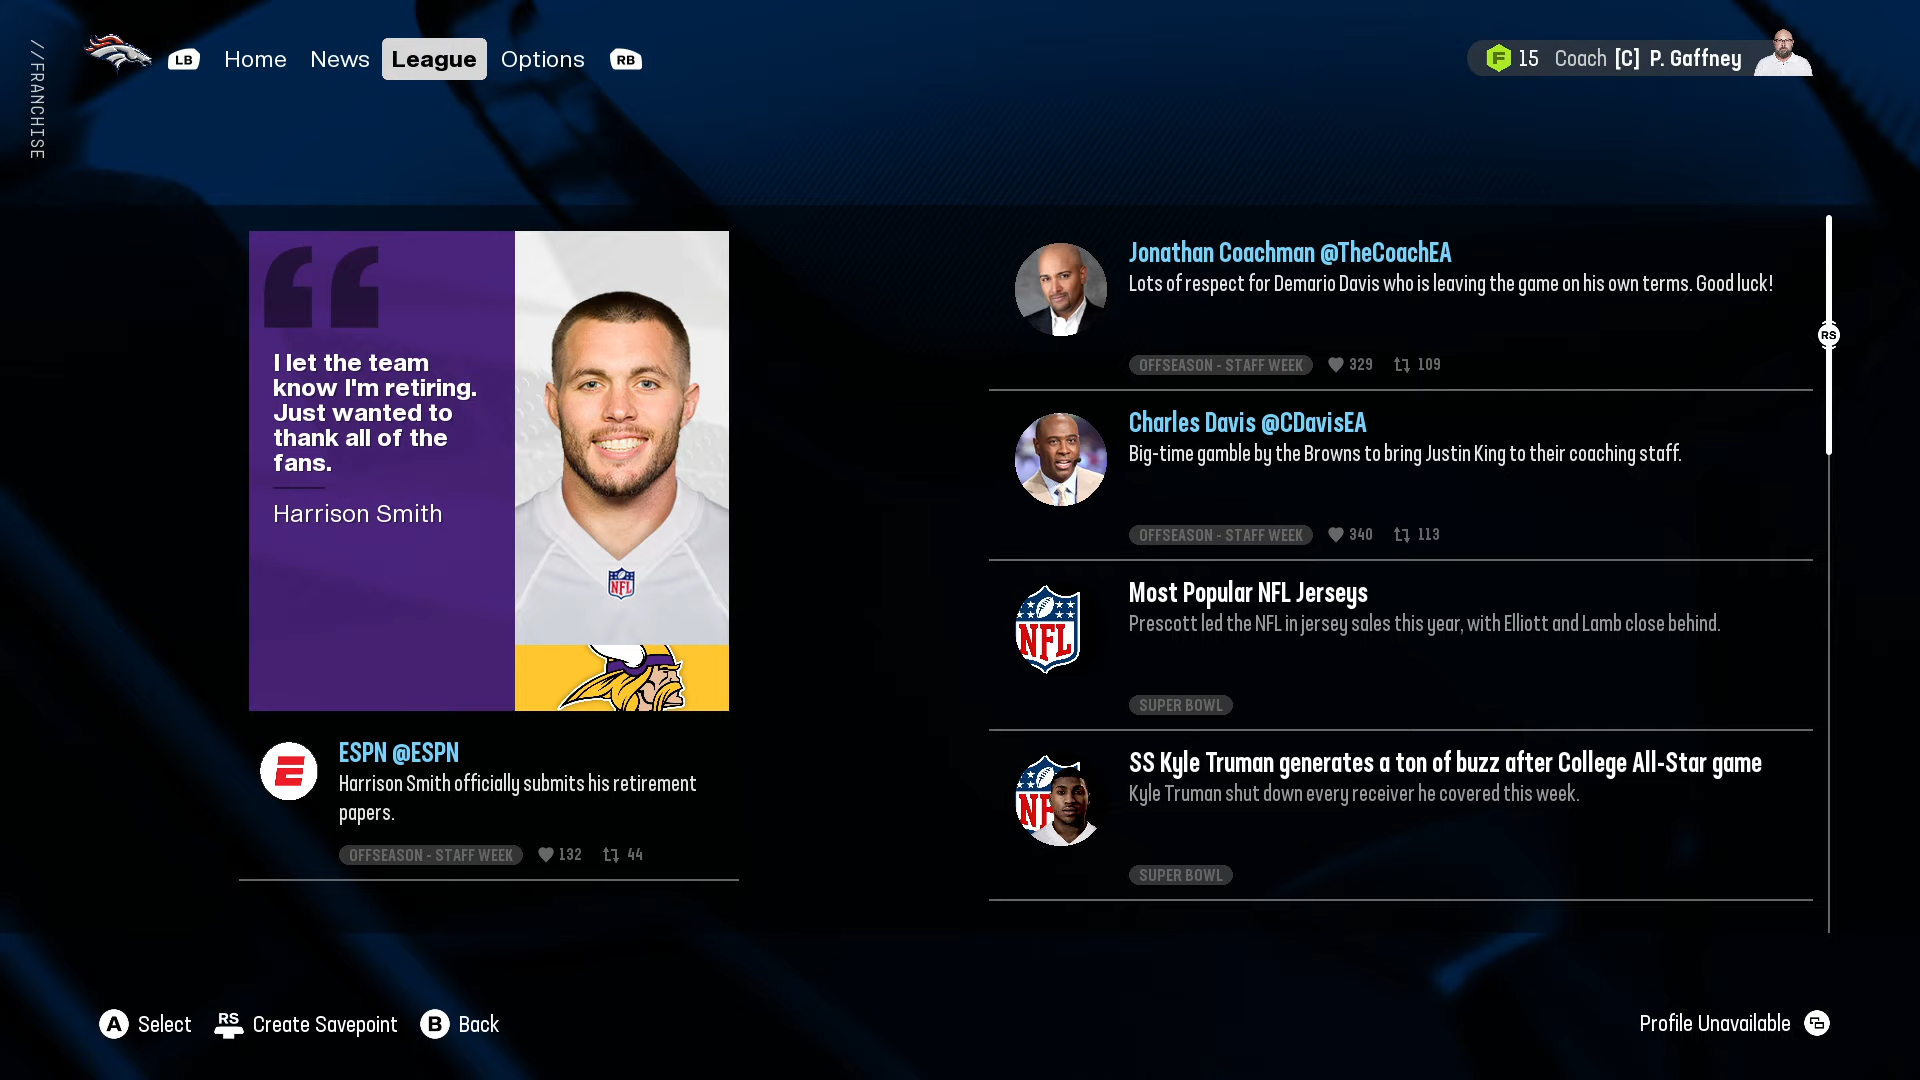 //FRANCHISE
LB
Home
News
League
Options
RB
15
Coach [C] P. Gaffney
I let the team
know I'm retiring.
Just wanted to
thank all of the
fans.
Harrison Smith
NFL
ESPN @ESPN
Harrison Smith officially submits his retirement
papers.
OFFSEASON - STAFF WEEK
132
44
Jonathan Coachman @TheCoachEA
Lots of respect for Demario Davis who is leaving the game on his own terms. Good luck!
OFFSEASON - STAFF WEEK
329
109
RS
Charles Davis @CDavisEA
Big-time gamble by the Browns to bring Justin King to their coaching staff.
OFFSEASON - STAFF WEEK
340
113
NFL
Most Popular NFL Jerseys
Prescott led the NFL in jersey sales this year, with Elliott and Lamb close behind.
SUPER BOWL
SS Kyle Truman generates a ton of buzz after College All-Star game
Kyle Truman shut down every receiver he covered this week.
SUPER BOWL
A Select
RS Create Savepoint
B Back
Profile Unavailable